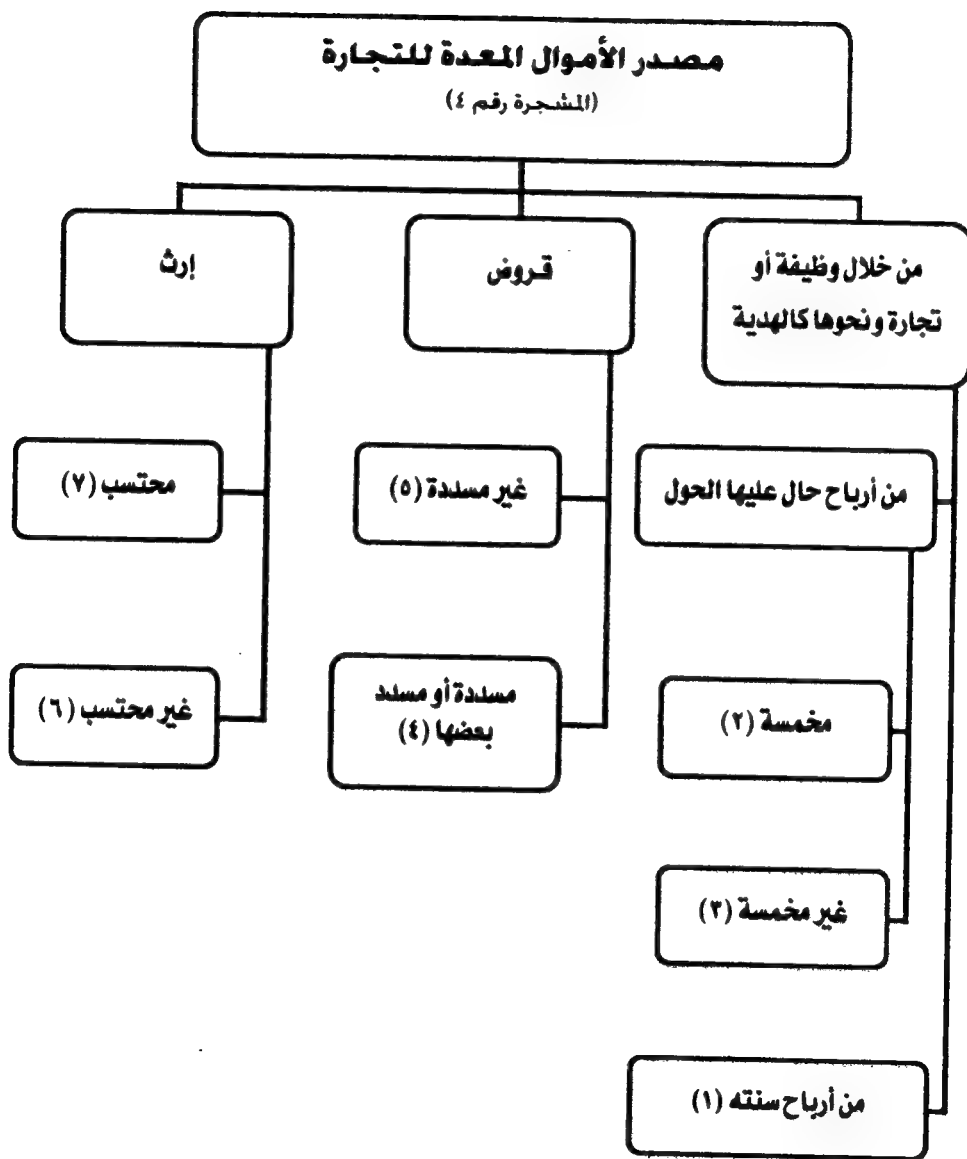 مصدر الأموال المعدة للتجارة
(المشجرة رقم ٤)
من خلال وظيفة أو
تجارة ونحوها كالهدية
قروض
إرث
من أرباح حال عليها الحول
غير مسددة (٥)
محتسب (٧)
مخمسة (٢)
مسددة أو مسدد
بعضها (٤)
غير محتسب (٦)
غير مخمسة (٣)
من أرباح سنته (١)